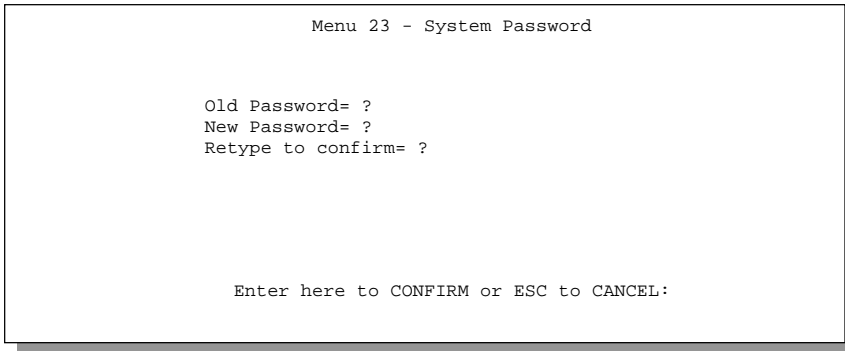 Menu 23 - System Password
Old Password= ?
New Password= ?
Retype to confirm= ?
Enter here to CONFIRM or ESC to CANCEL: